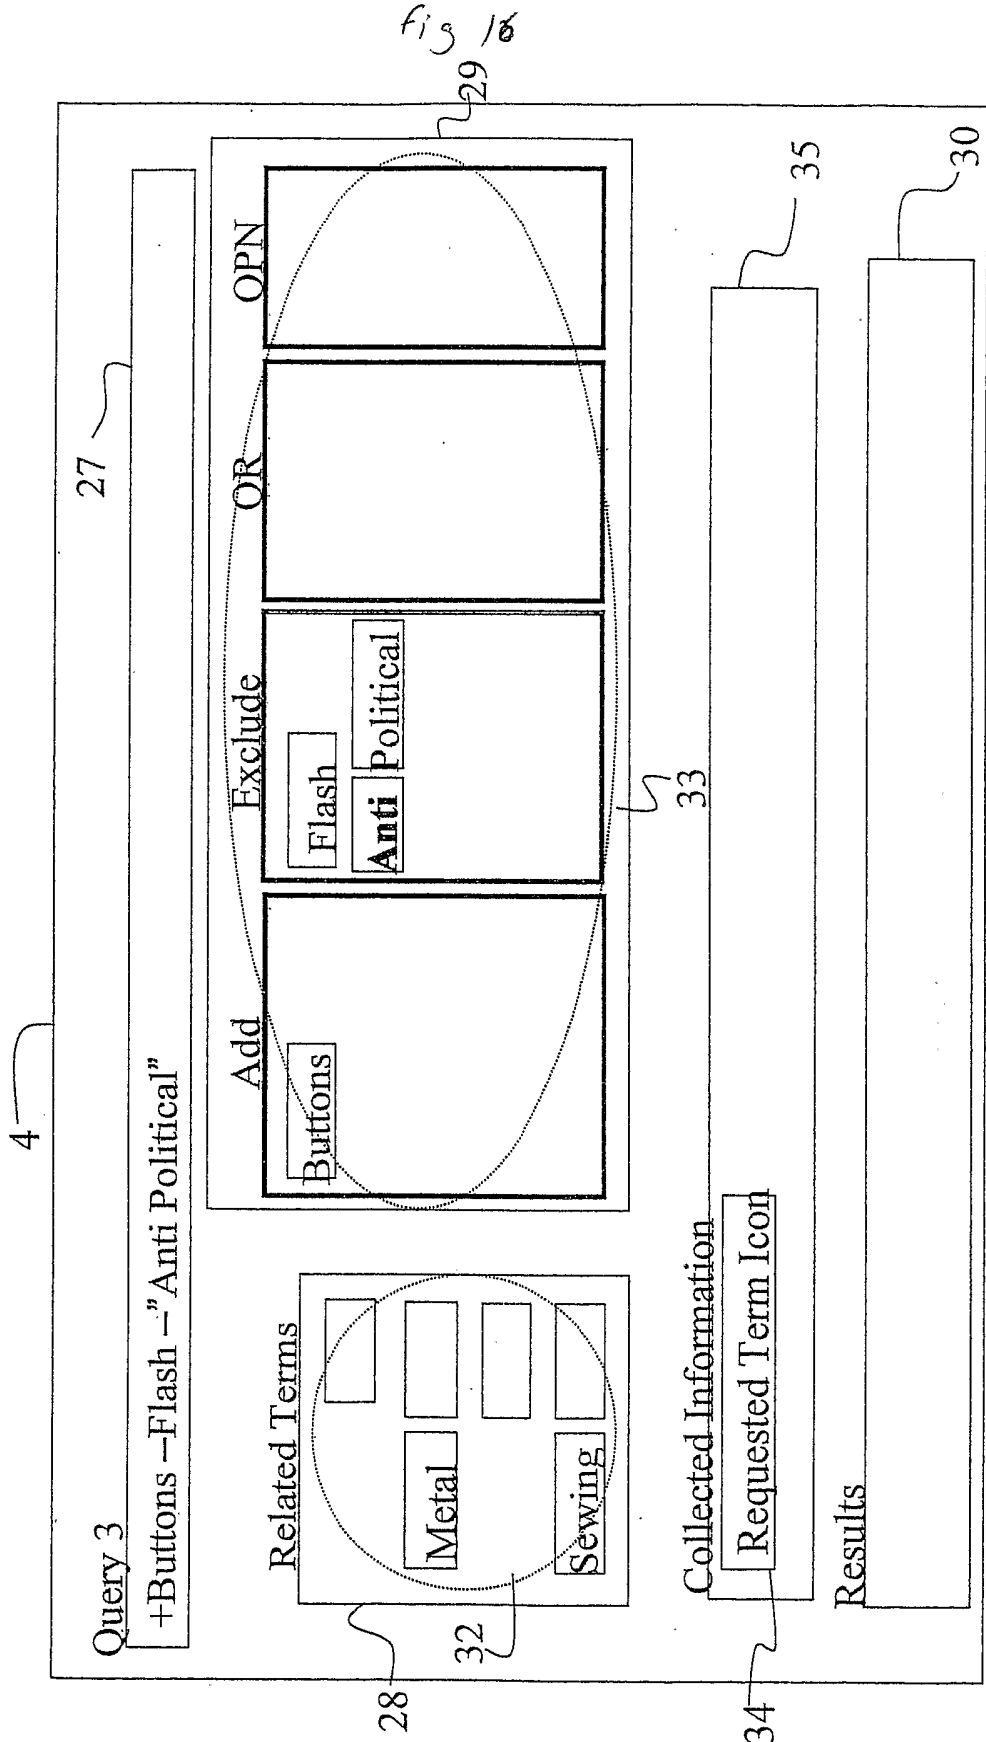 fig 16
4
27
29
Query 3
+Buttons –Flash –"Anti Political"
Related Terms
Metal
Sewing
28
32
Add
Exclude
OR
OPN
Buttons
Flash
Anti Political
33
Collected Information
Requested Term Icon
34
35
Results
30